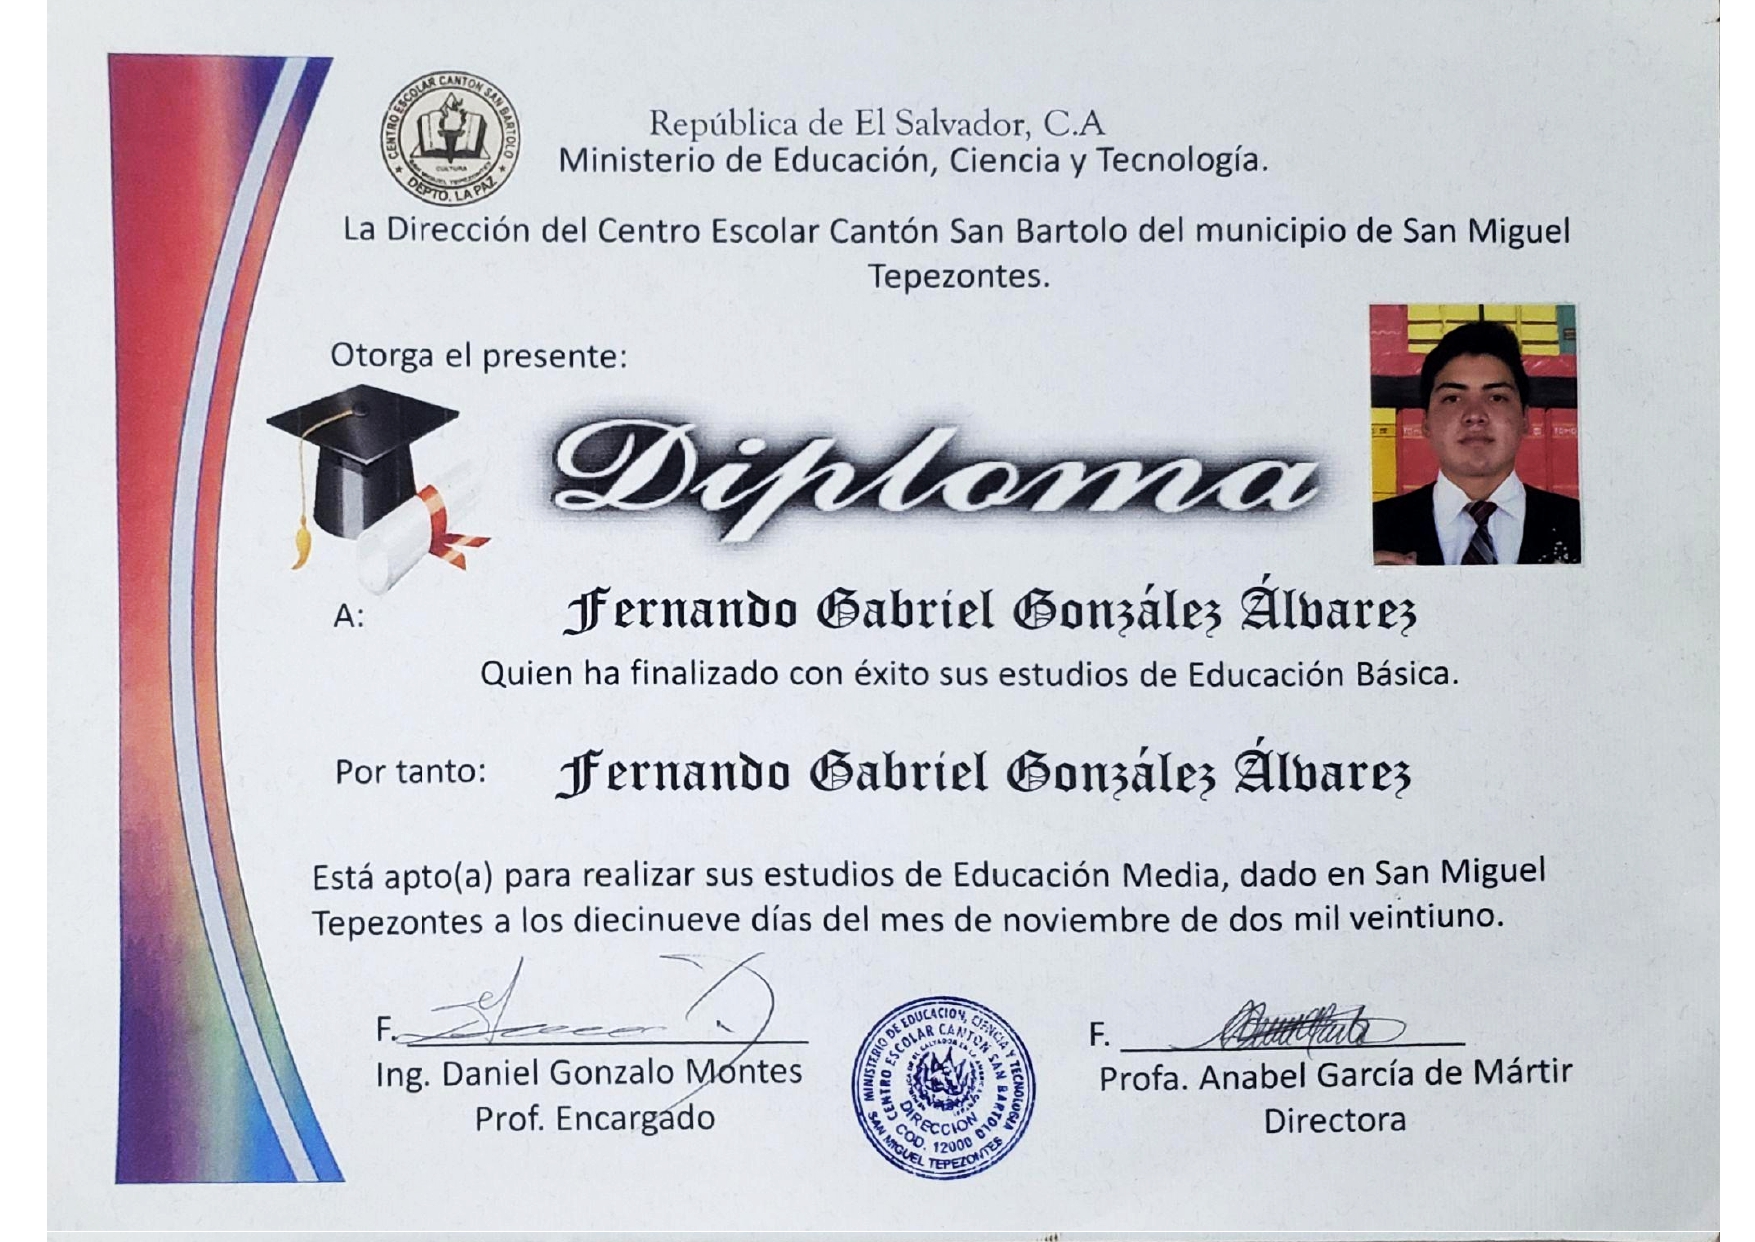 CENTRO ESCOLAR CANTON SAN BARTOLO
CULTURA
SAN MIGUEL TEPEZONTES
DEPTO. LA PAZ
República de El Salvador, C.A
Ministerio de Educación, Ciencia y Tecnología.
La Dirección del Centro Escolar Cantón San Bartolo del municipio de San Miguel
Tepezontes.
Otorga el presente:
Diploma
A: Fernando Gabriel González Álvarez
Quien ha finalizado con éxito sus estudios de Educación Básica.
Por tanto: Fernando Gabriel González Álvarez
Está apto(a) para realizar sus estudios de Educación Media, dado en San Miguel
Tepezontes a los diecinueve días del mes de noviembre de dos mil veintiuno.
F.
Ing. Daniel Gonzalo Montes
Prof. Encargado
MINISTERIO DE EDUCACION, CIENCIA Y TECNOLOGIA
CENTRO ESCOLAR CANTON SAN BARTOLO
DIRECCION
COD. 12000
SAN MIGUEL TEPEZONTES
F.
Profa. Anabel García de Mártir
Directora